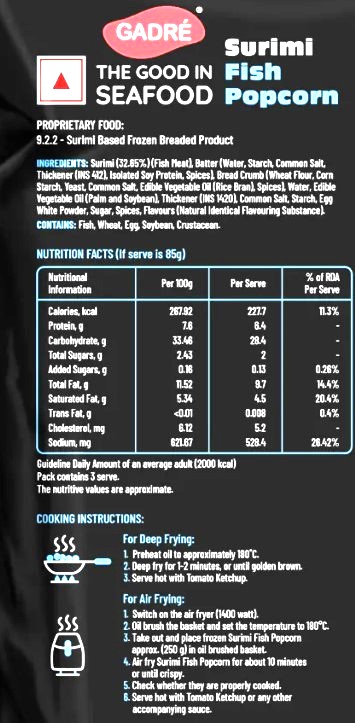 GADRÉ
THE GOOD IN
SEAFOOD
Surimi
Fish
Popcorn
PROPRIETARY FOOD:
9.2.2 - Surimi Based Frozen Breaded Product
INGREDIENTS: Surimi (32.65%) (Fish Meat), Batter (Water, Starch, Common Salt,
Thickener (INS 412), Isolated Soy Protein, Spices), Bread Crumb (Wheat Flour, Corn
Starch, Yeast, Common Salt, Edible Vegetable Oil (Rice Bran), Spices), Water, Edible
Vegetable Oil (Palm and Soybean), Thickener (INS 1420), Common Salt, Starch, Egg
White Powder, Sugar, Spices, Flavours (Natural Identical Flavouring Substance).
CONTAINS: Fish, Wheat, Egg, Soybean, Crustacean.
NUTRITION FACTS (If serve is 85g)
Nutritional Information Per 100g Per Serve % of RDA Per Serve
Calories, kcal 267.92 227.7 11.3%
Protein, g 7.6 6.4 -
Carbohydrate, g 33.46 28.4 -
Total Sugars, g 2.43 2 -
Added Sugars, g 0.16 0.13 0.26%
Total Fat, g 11.52 9.7 14.4%
Saturated Fat, g 5.34 4.5 20.4%
Trans Fat, g <0.01 0.008 0.4%
Cholesterol, mg 6.12 5.2 -
Sodium, mg 621.67 528.4 26.42%
Guideline Daily Amount of an average adult (2000 kcal)
Pack contains 3 serve.
The nutritive values are approximate.
COOKING INSTRUCTIONS:
For Deep Frying:
1. Preheat oil to approximately 180°C.
2. Deep fry for 1-2 minutes, or until golden brown.
3. Serve hot with Tomato Ketchup.
For Air Frying:
1. Switch on the air fryer (1400 watt).
2. Oil brush the basket and set the temperature to 180°C.
3. Take out and place frozen Surimi Fish Popcorn
approx. (250 g) in oil brushed basket.
4. Air fry Surimi Fish Popcorn for about 10 minutes
or until crispy.
5. Check whether they are properly cooked.
6. Serve hot with Tomato Ketchup or any other
accompanying sauce.